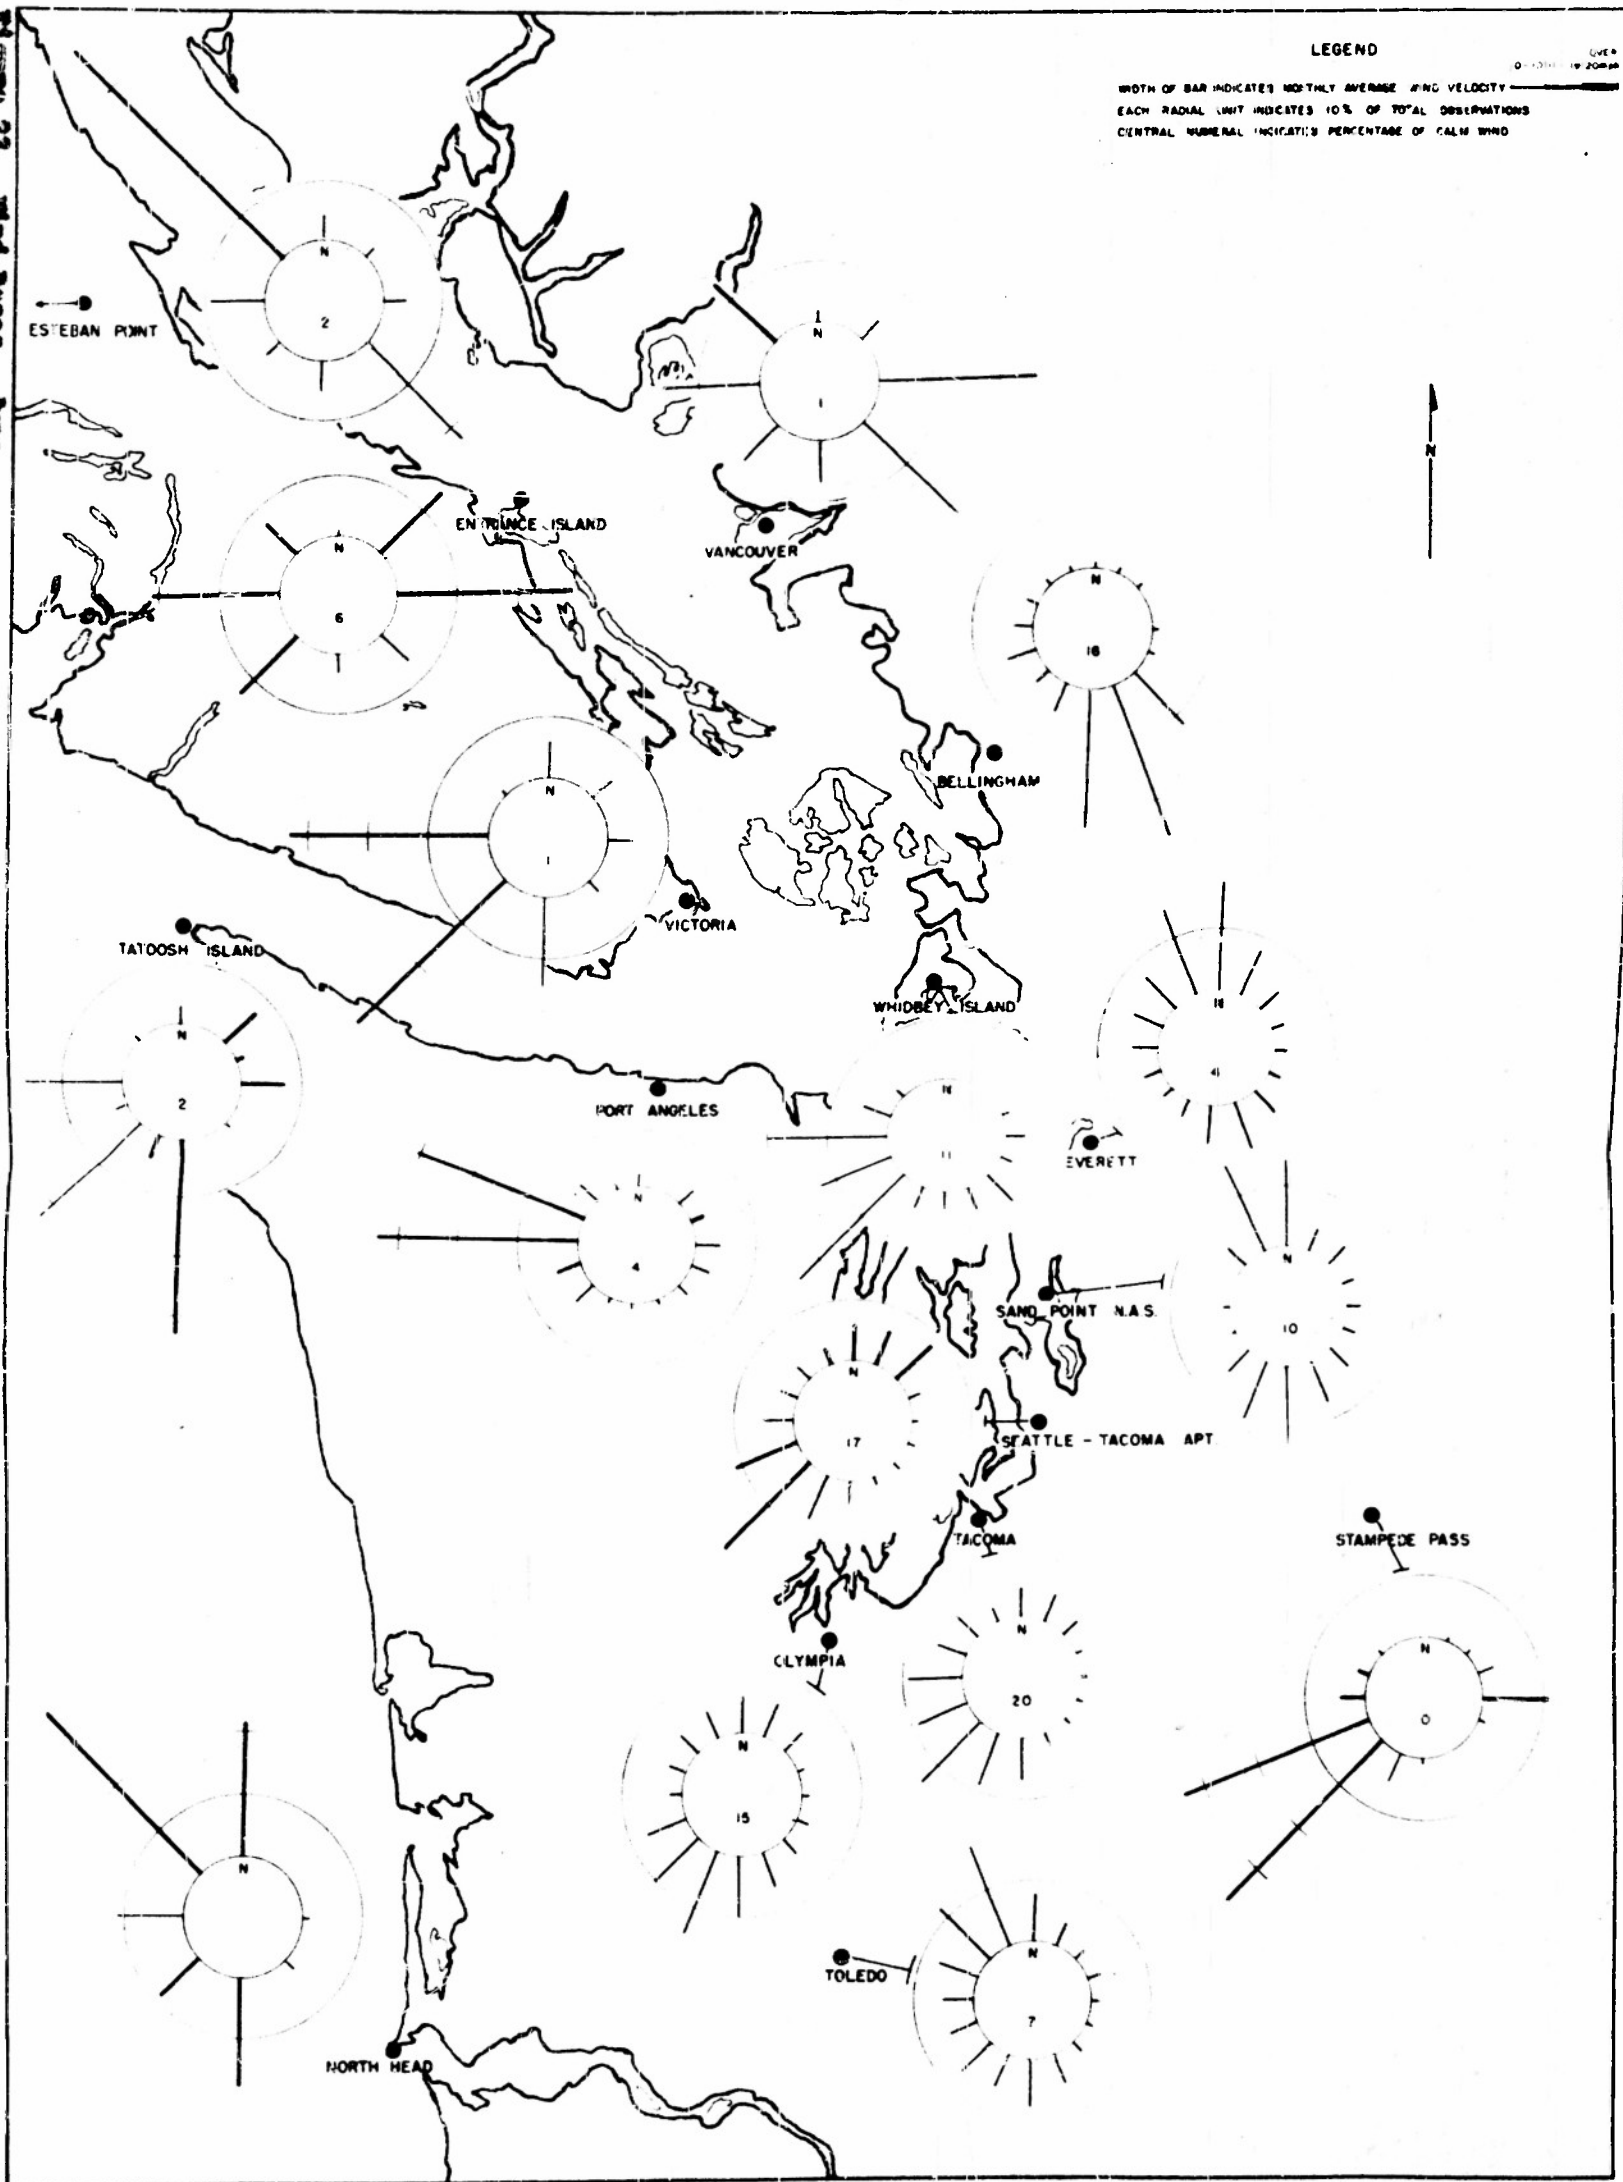 LEGEND
OVER
WIDTH OF BAR INDICATES MONTHLY AVERAGE WIND VELOCITY
EACH RADIAL UNIT INDICATES 10% OF TOTAL OBSERVATIONS
CENTRAL NUMERAL INDICATES PERCENTAGE OF CALM WIND
N
2
ESTEBAN POINT
N
1
N
ENTRANCE ISLAND
VANCOUVER
N
6
N
16
BELLINGHAM
N
1
VICTORIA
TATOOSH ISLAND
WHIDBEY ISLAND
N
2
N
PORT ANGELES
N
11
EVERETT
N
4
N
10
SAND POINT N.A.S.
N
17
SEATTLE - TACOMA APT.
TACOMA
STAMPEDE PASS
OLYMPIA
N
20
N
0
N
15
N
TOLEDO
N
7
NORTH HEAD